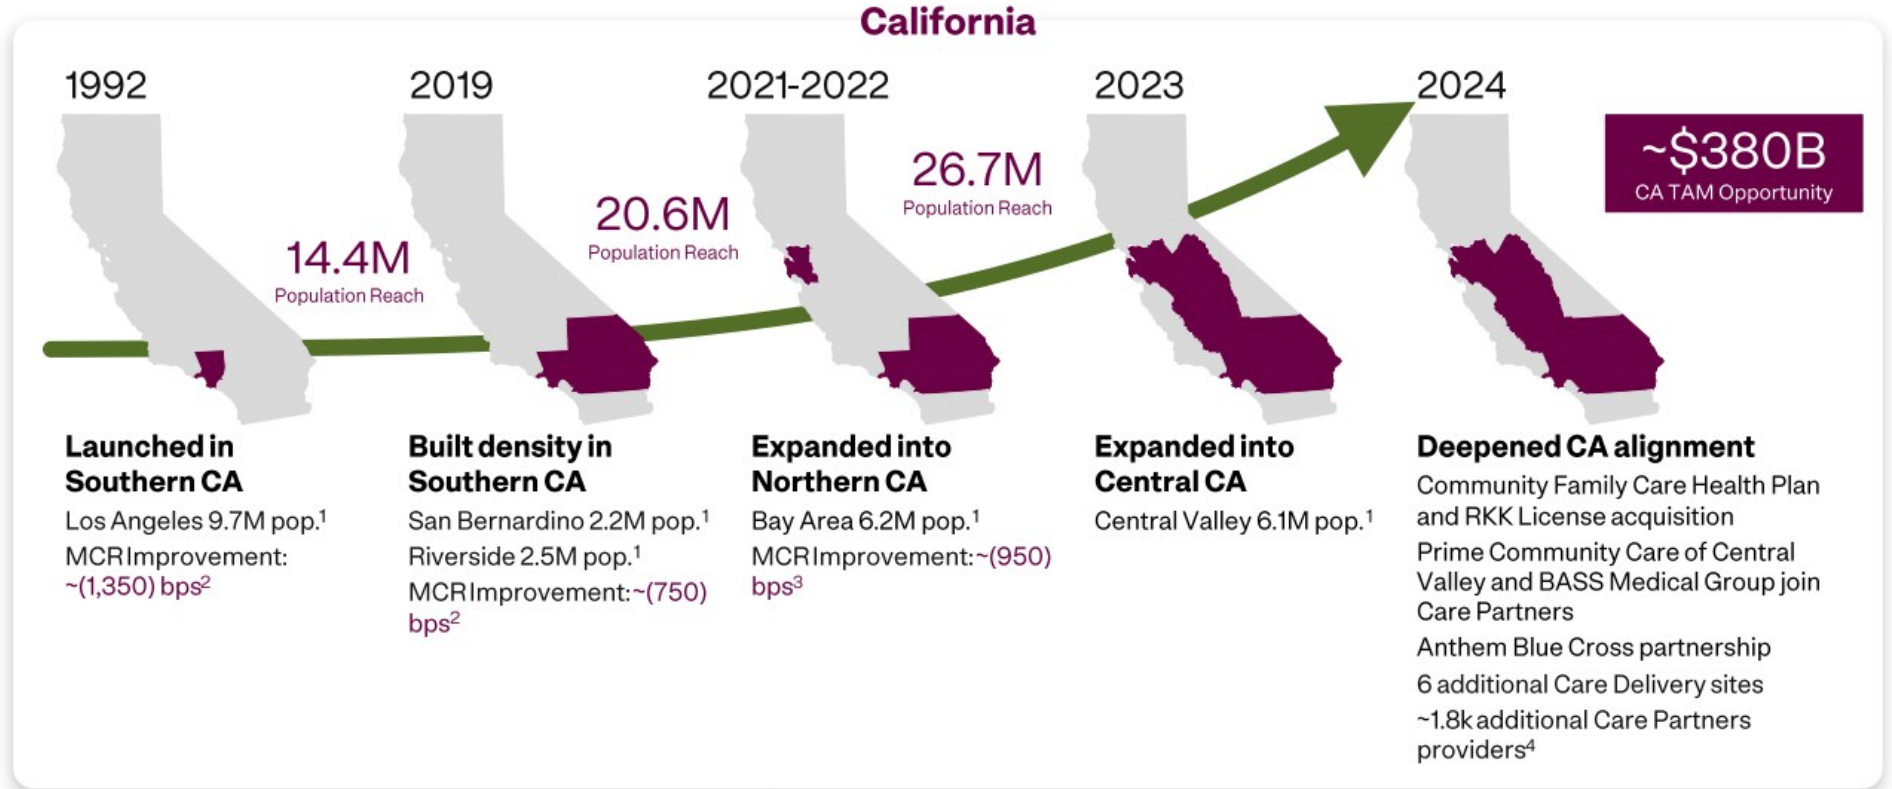 California
1992
2019
2021-2022
2023
2024
14.4M
Population Reach
20.6M
Population Reach
26.7M
Population Reach
~$380B
CA TAM Opportunity
Launched in
Southern CA
Los Angeles 9.7M pop.¹
MCR Improvement:
~(1,350) bps²
Built density in
Southern CA
San Bernardino 2.2M pop.¹
Riverside 2.5M pop.¹
MCR Improvement:~(750)
bps²
Expanded into
Northern CA
Bay Area 6.2M pop.¹
MCR Improvement:~(950)
bps³
Expanded into
Central CA
Central Valley 6.1M pop.¹
Deepened CA alignment
Community Family Care Health Plan
and RKK License acquisition
Prime Community Care of Central
Valley and BASS Medical Group join
Care Partners
Anthem Blue Cross partnership
6 additional Care Delivery sites
~1.8k additional Care Partners
providers⁴